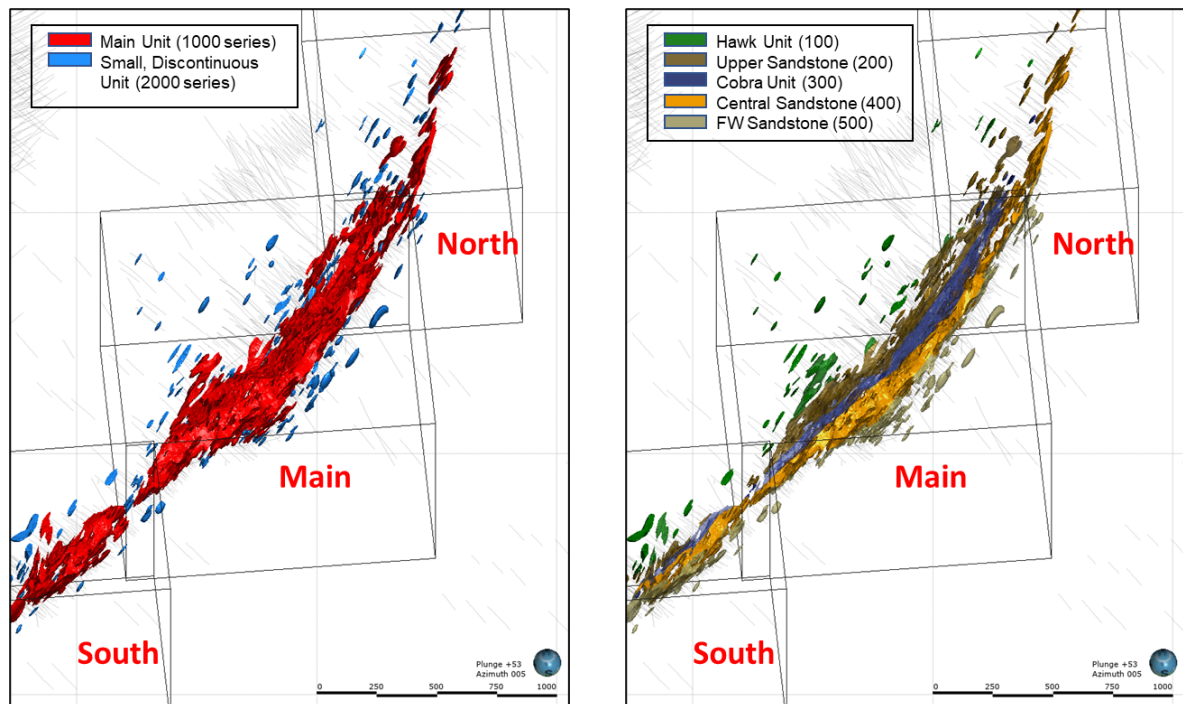 Main Unit (1000 series)
Small, Discontinuous
Unit (2000 series)
North
Main
South
Plunge +53
Azimuth 005
0 250 500 750 1000
Hawk Unit (100)
Upper Sandstone (200)
Cobra Unit (300)
Central Sandstone (400)
FW Sandstone (500)
North
Main
South
Plunge +53
Azimuth 005
0 250 500 750 1000